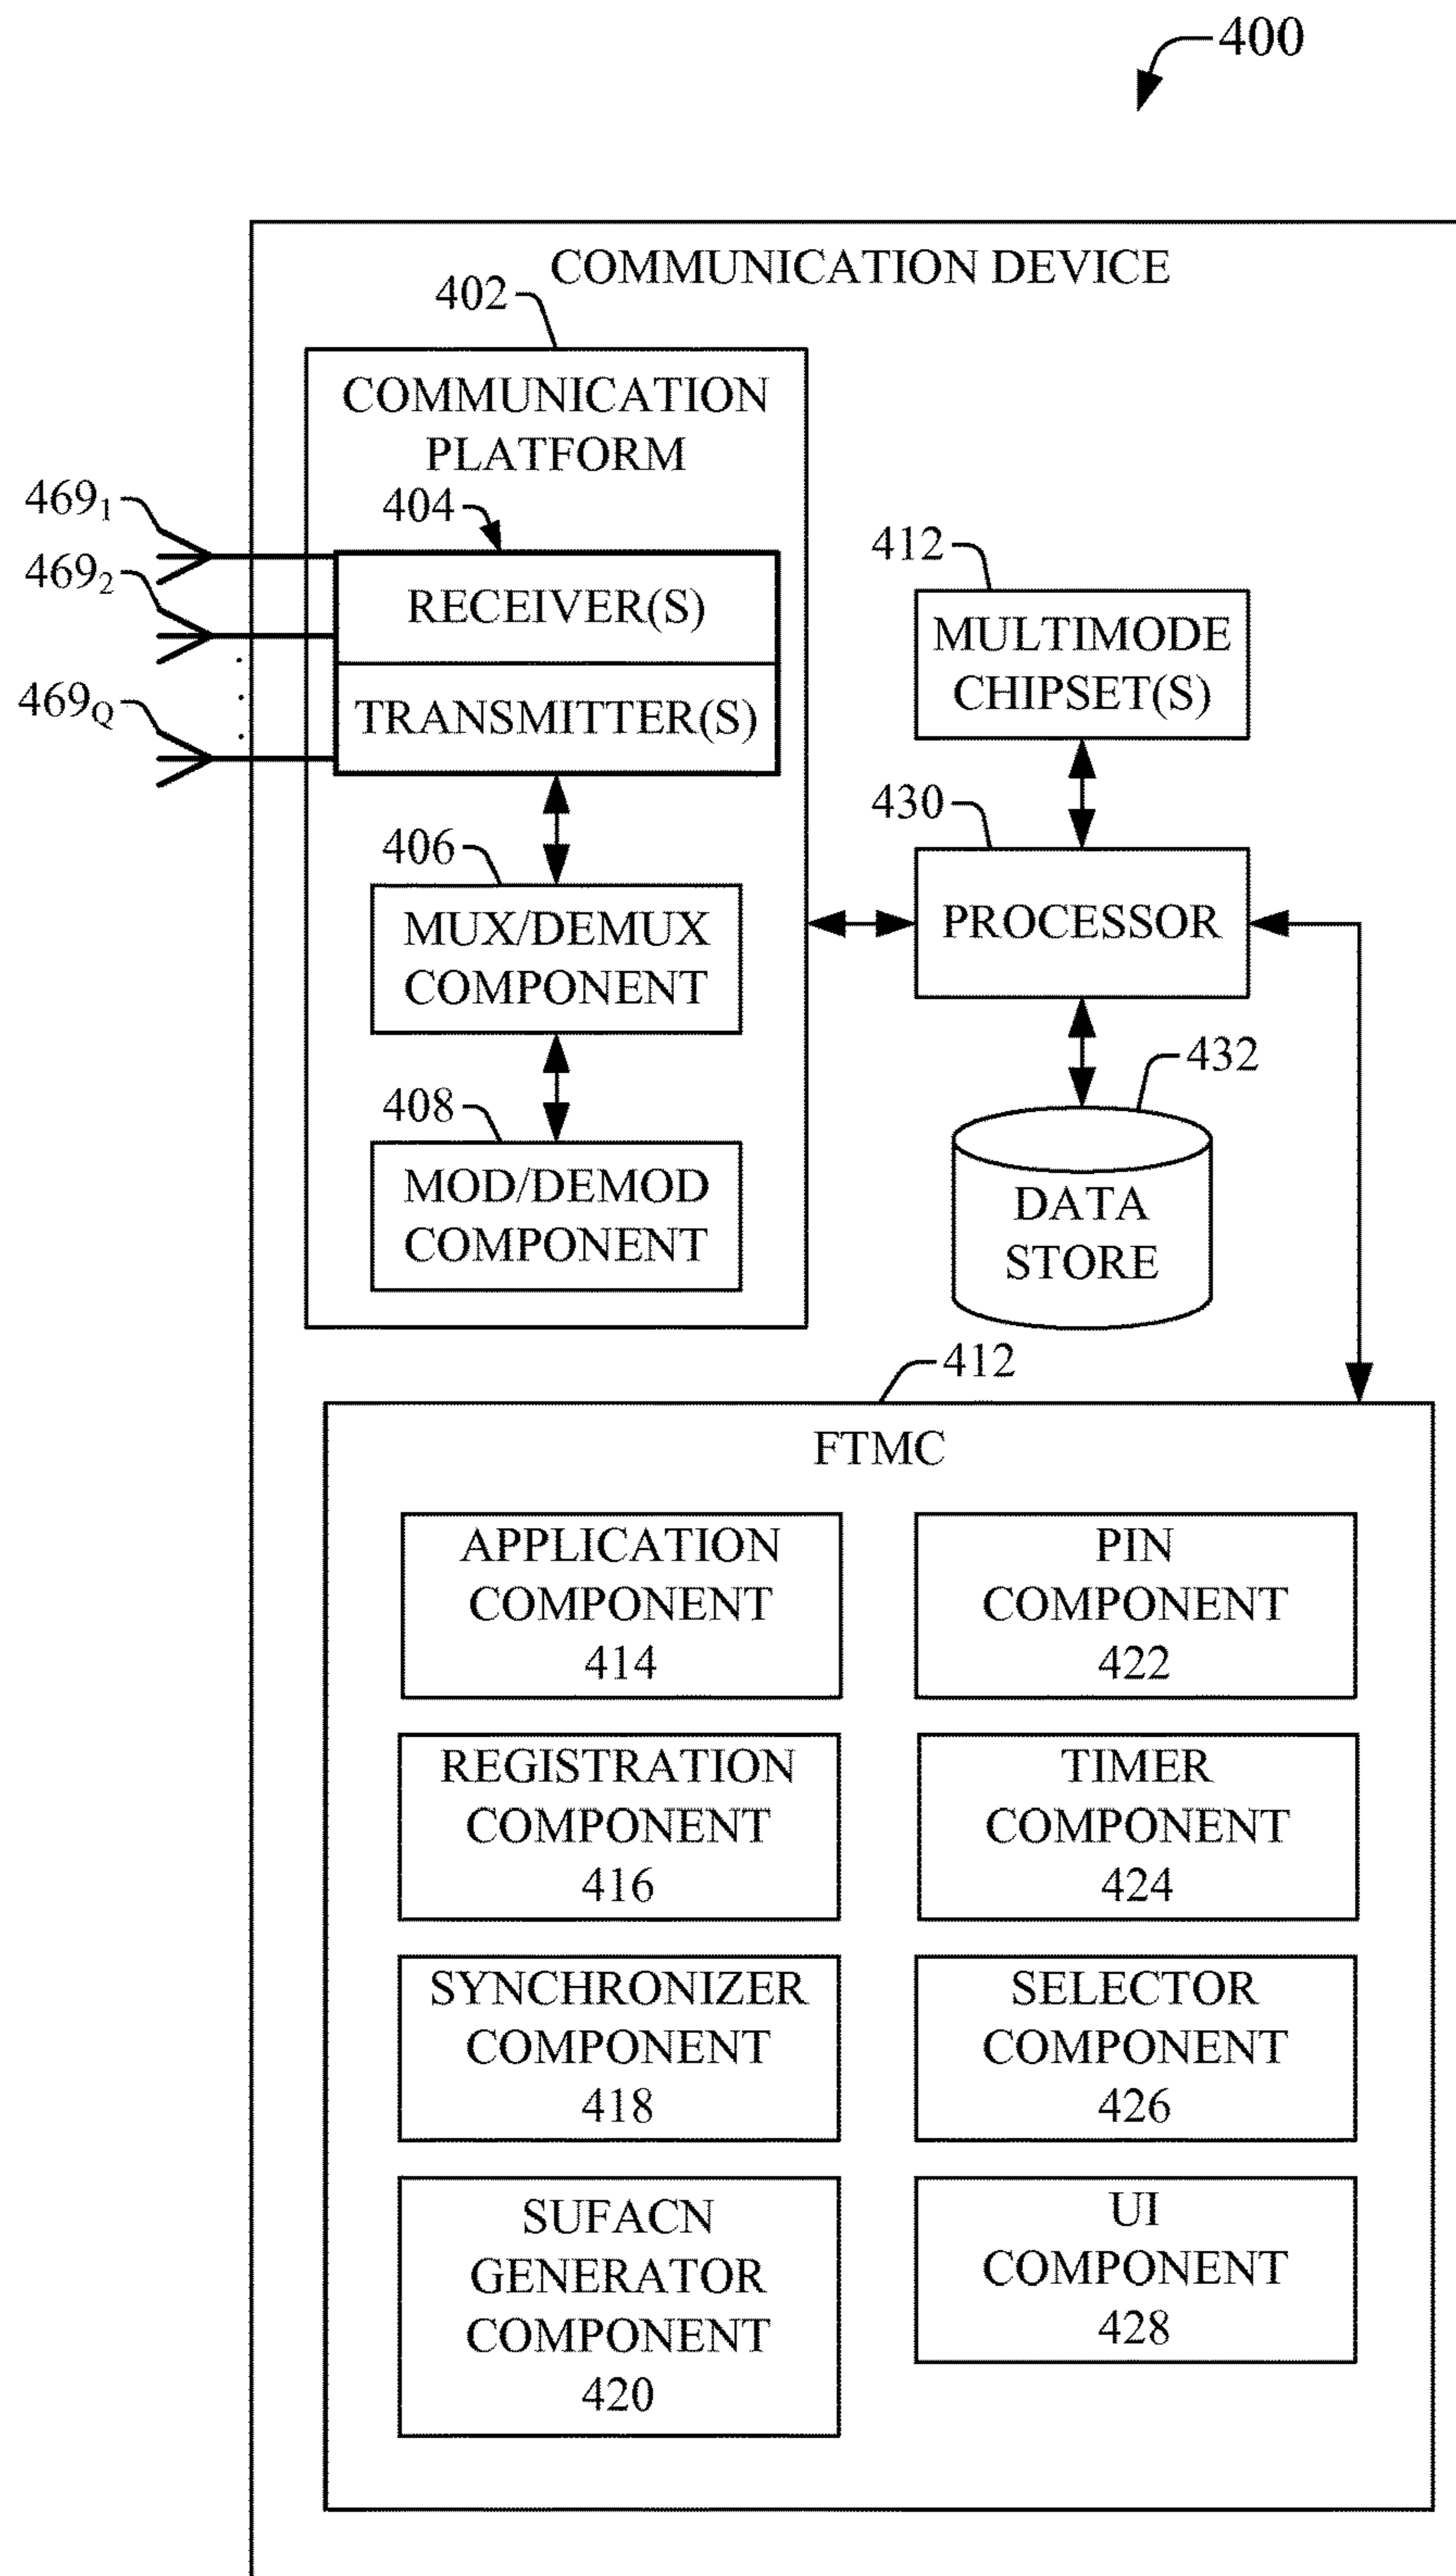 400
COMMUNICATION DEVICE
402
COMMUNICATION
PLATFORM
469₁
404
469₂
RECEIVER(S)
469Q
TRANSMITTER(S)
412
MULTIMODE
CHIPSET(S)
406
MUX/DEMUX
COMPONENT
430
PROCESSOR
408
MOD/DEMOD
COMPONENT
432
DATA
STORE
412
FTMC
APPLICATION
COMPONENT
414
PIN
COMPONENT
422
REGISTRATION
COMPONENT
416
TIMER
COMPONENT
424
SYNCHRONIZER
COMPONENT
418
SELECTOR
COMPONENT
426
SUFACN
GENERATOR
COMPONENT
420
UI
COMPONENT
428